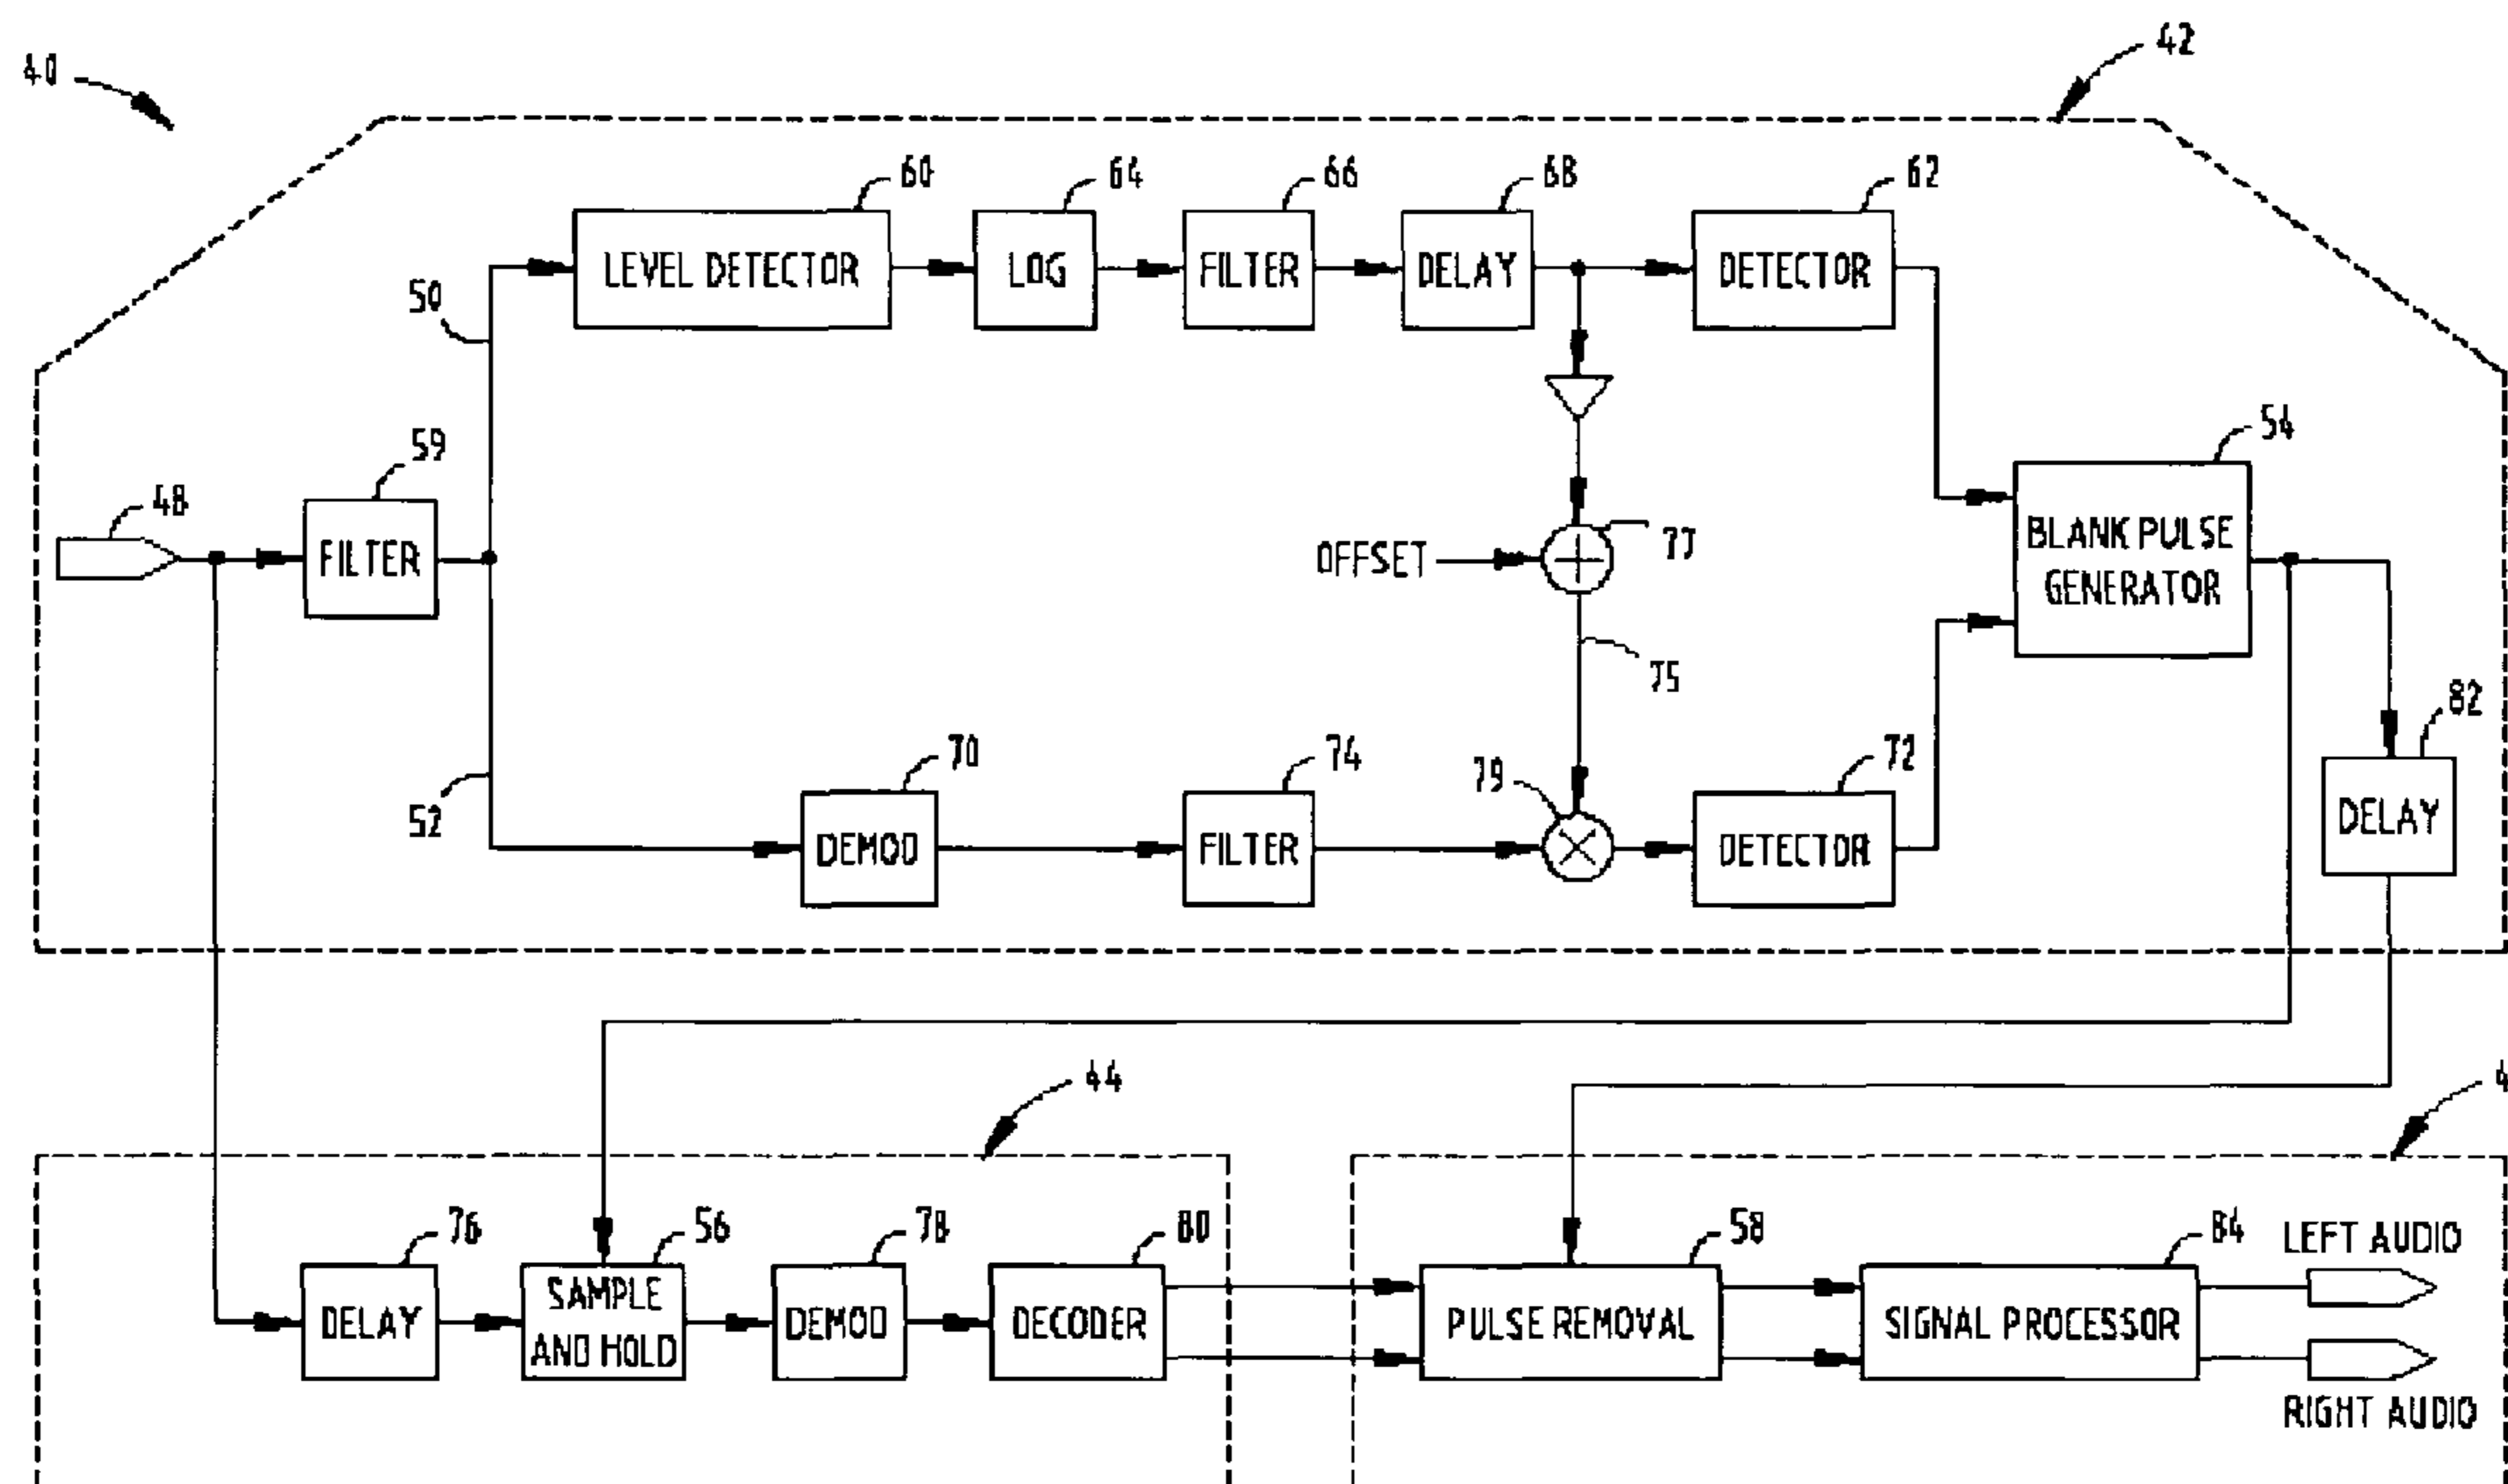 40
42
60
64
66
68
62
LEVEL DETECTOR
LOG
FILTER
DELAY
DETECTOR
50
59
54
48
FILTER
OFFSET
77
BLANK PULSE
GENERATOR
75
82
70
74
79
72
DELAY
52
DEMOD
FILTER
DETECTOR
44
76
56
78
80
58
84
LEFT AUDIO
DELAY
SAMPLE
AND HOLD
DEMOD
DECODER
PULSE REMOVAL
SIGNAL PROCESSOR
RIGHT AUDIO